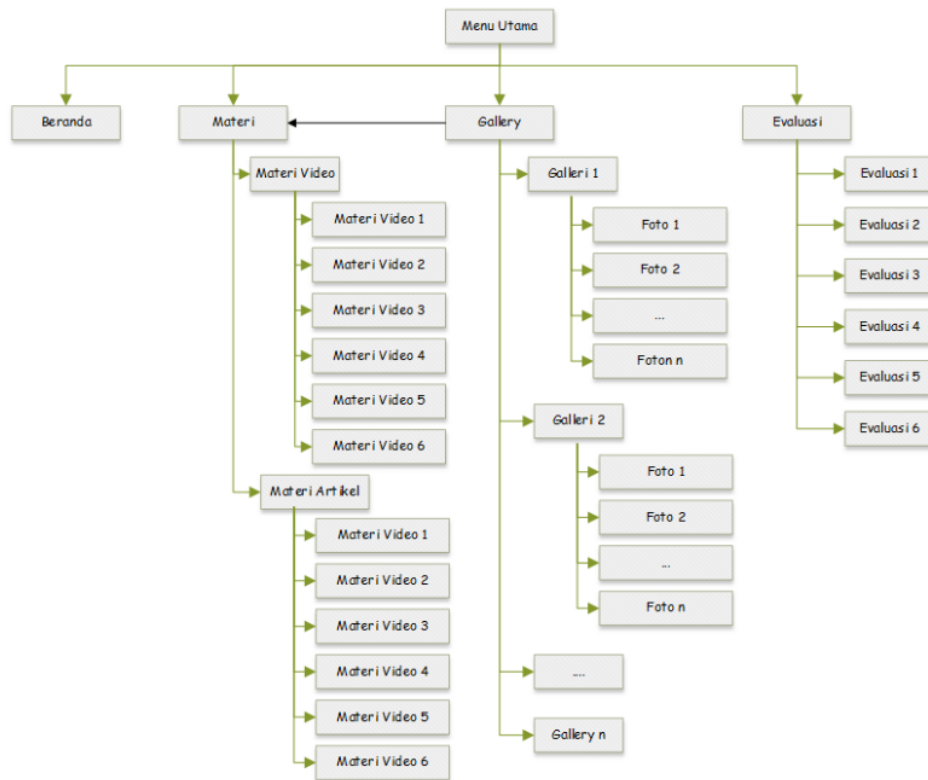 Menu Utama
Beranda
Materi
Gallery
Evaluasi
Materi Video
Materi Video 1
Materi Video 2
Materi Video 3
Materi Video 4
Materi Video 5
Materi Video 6
Materi Artikel
Materi Video 1
Materi Video 2
Materi Video 3
Materi Video 4
Materi Video 5
Materi Video 6
Galleri 1
Foto 1
Foto 2
...
Foton n
Galleri 2
Foto 1
Foto 2
...
Foto n
....
Gallery n
Evaluasi 1
Evaluasi 2
Evaluasi 3
Evaluasi 4
Evaluasi 5
Evaluasi 6